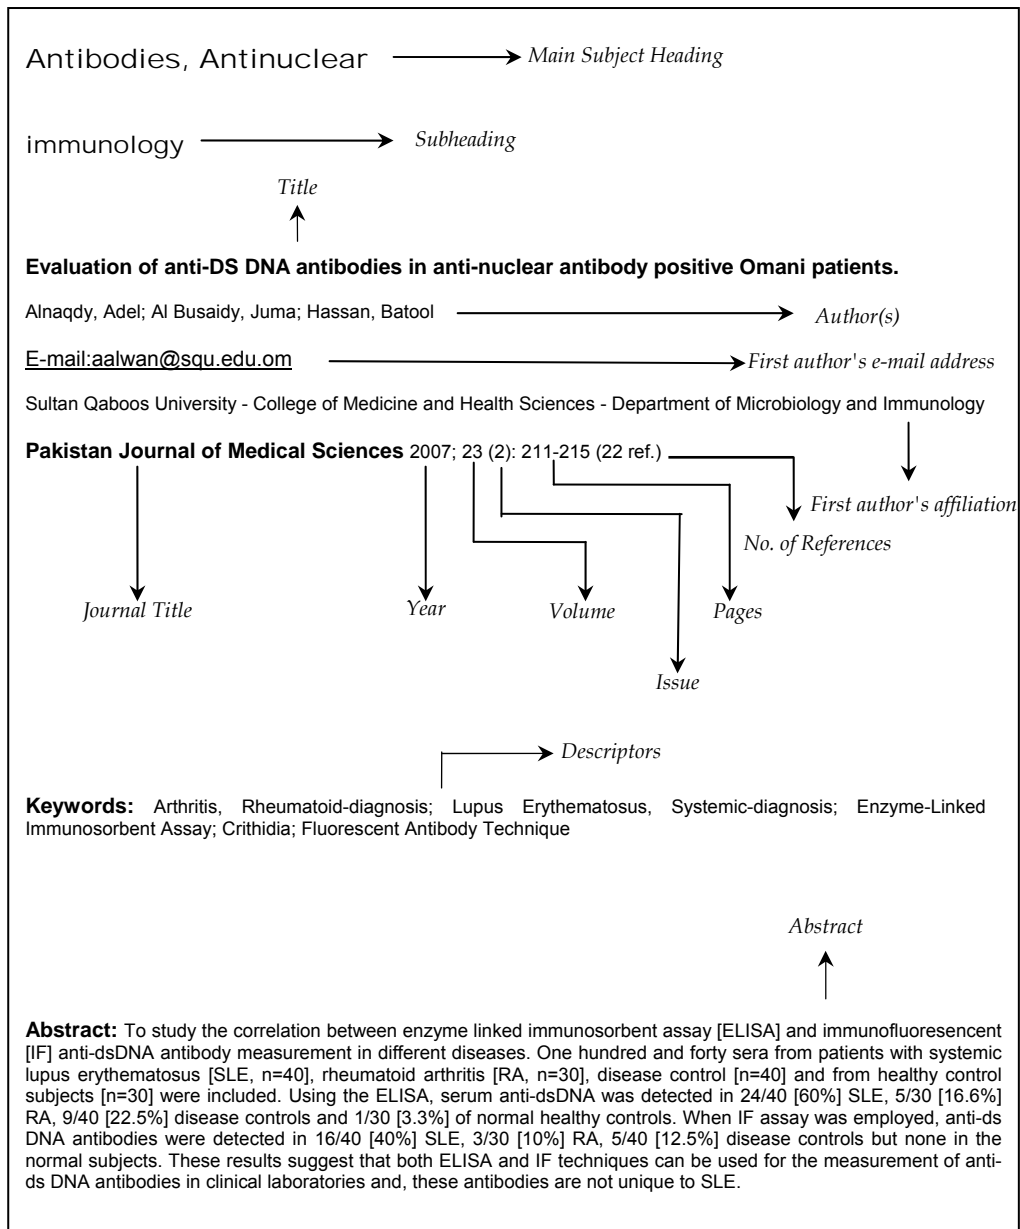 Antibodies, Antinuclear Main Subject Heading
immunology Subheading
Title
Evaluation of anti-DS DNA antibodies in anti-nuclear antibody positive Omani patients.
Alnaqdy, Adel; Al Busaidy, Juma; Hassan, Batool Author(s)
E-mail:aalwan@squ.edu.om First author's e-mail address
Sultan Qaboos University - College of Medicine and Health Sciences - Department of Microbiology and Immunology
Pakistan Journal of Medical Sciences 2007; 23 (2): 211-215 (22 ref.)
First author's affiliation
No. of References
Journal Title Year Volume Pages
Issue
Descriptors
Keywords: Arthritis, Rheumatoid-diagnosis; Lupus Erythematosus, Systemic-diagnosis; Enzyme-Linked
Immunosorbent Assay; Crithidia; Fluorescent Antibody Technique
Abstract
Abstract: To study the correlation between enzyme linked immunosorbent assay [ELISA] and immunofluoresencent
[IF] anti-dsDNA antibody measurement in different diseases. One hundred and forty sera from patients with systemic
lupus erythematosus [SLE, n=40], rheumatoid arthritis [RA, n=30], disease control [n=40] and from healthy control
subjects [n=30] were included. Using the ELISA, serum anti-dsDNA was detected in 24/40 [60%] SLE, 5/30 [16.6%]
RA, 9/40 [22.5%] disease controls and 1/30 [3.3%] of normal healthy controls. When IF assay was employed, anti-ds
DNA antibodies were detected in 16/40 [40%] SLE, 3/30 [10%] RA, 5/40 [12.5%] disease controls but none in the
normal subjects. These results suggest that both ELISA and IF techniques can be used for the measurement of anti-
ds DNA antibodies in clinical laboratories and, these antibodies are not unique to SLE.